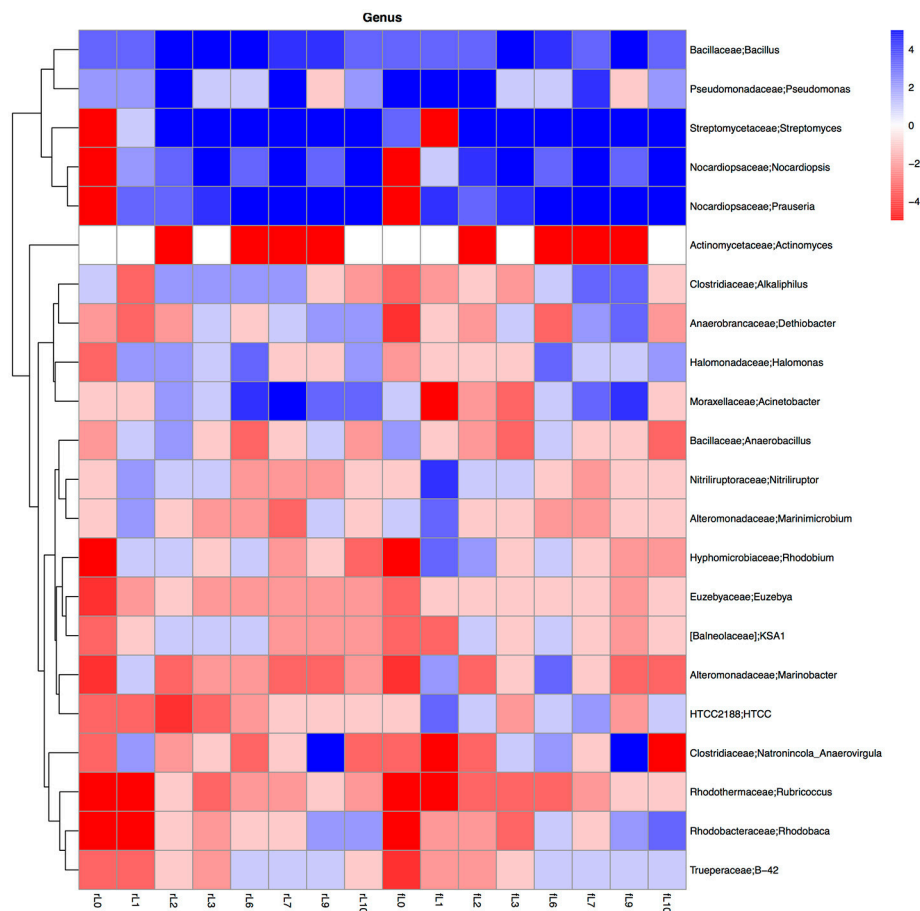 Genus
Bacillaceae;Bacillus
Pseudomonadaceae;Pseudomonas
Streptomycetaceae;Streptomyces
Nocardiopsaceae;Nocardiopsis
Nocardiopsaceae;Prauseria
Actinomycetaceae;Actinomyces
Clostridiaceae;Alkaliphilus
Anaerobrancaceae;Dethiobacter
Halomonadaceae;Halomonas
Moraxellaceae;Acinetobacter
Bacillaceae;Anaerobacillus
Nitriliruptoraceae;Nitriliruptor
Alteromonadaceae;Marinimicrobium
Hyphomicrobiaceae;Rhodobium
Euzebyaceae;Euzebya
[Balneolaceae];KSA1
Alteromonadaceae;Marinobacter
HTCC2188;HTCC
Clostridiaceae;Natronincola_Anaerovirgula
Rhodothermaceae;Rubricoccus
Rhodobacteraceae;Rhodobaca
Trueperaceae;B−42
4
2
0
−2
−4
rL0
rL1
rL2
rL3
rL6
rL7
rL9
rL10
fL0
fL1
fL2
fL3
fL6
fL7
fL9
fL10